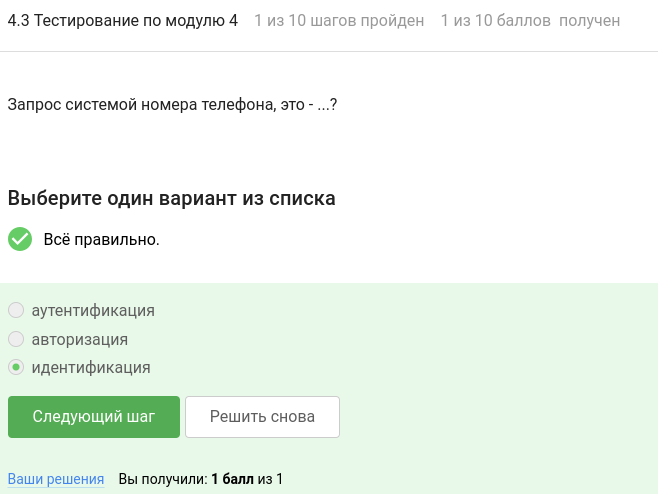 4.3 Тестирование по модулю 4 1 из 10 шагов пройден 1 из 10 баллов получен
Запрос системой номера телефона, это - ...?
Выберите один вариант из списка
Всё правильно.
аутентификация
авторизация
идентификация
Следующий шаг Решить снова
Ваши решения Вы получили: 1 балл из 1